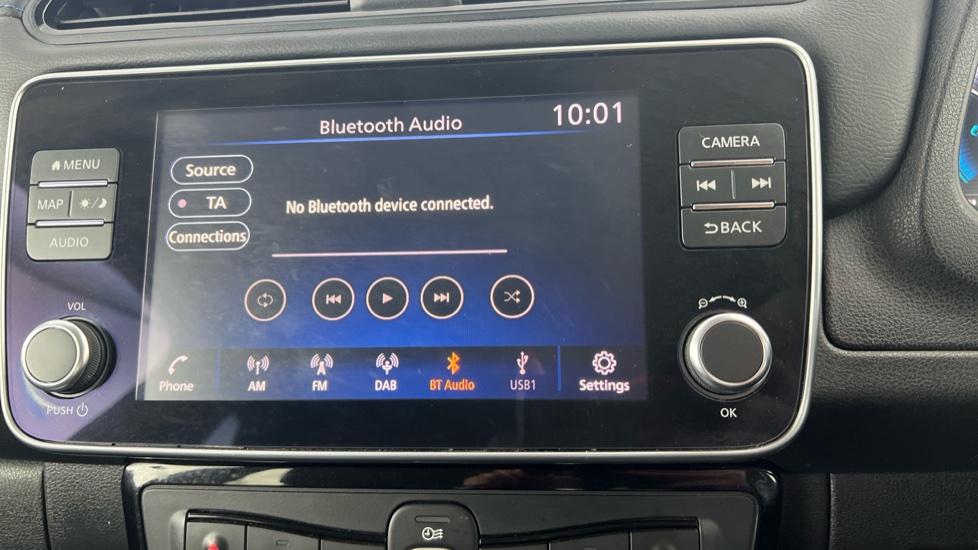 Bluetooth Audio
10:01
Source
TA
Connections
No Bluetooth device connected.
Phone
AM
FM
DAB
BT Audio
USB1
Settings
MENU
MAP
AUDIO
VOL
PUSH
CAMERA
BACK
OK